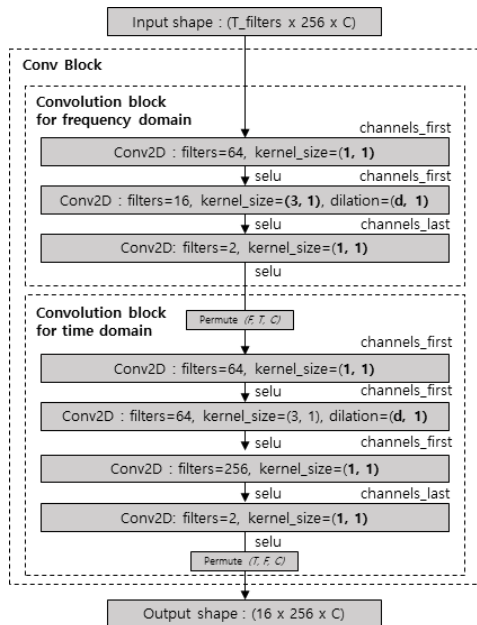 Input shape : (T_filters x 256 x C)
Conv Block
Convolution block
for frequency domain
channels_first
Conv2D : filters=64, kernel_size=(1, 1)
selu
channels_first
Conv2D : filters=16, kernel_size=(3, 1), dilation=(d, 1)
selu
channels_last
Conv2D: filters=2, kernel_size=(1, 1)
selu
Convolution block
for time domain
Permute (F, T, C)
channels_first
Conv2D : filters=64, kernel_size=(1, 1)
selu
channels_first
Conv2D : filters=64, kernel_size=(3, 1), dilation=(d, 1)
selu
channels_first
Conv2D: filters=256, kernel_size=(1, 1)
selu
channels_last
Conv2D: filters=2, kernel_size=(1, 1)
selu
Permute (T, F, C)
Output shape : (16 x 256 x C)